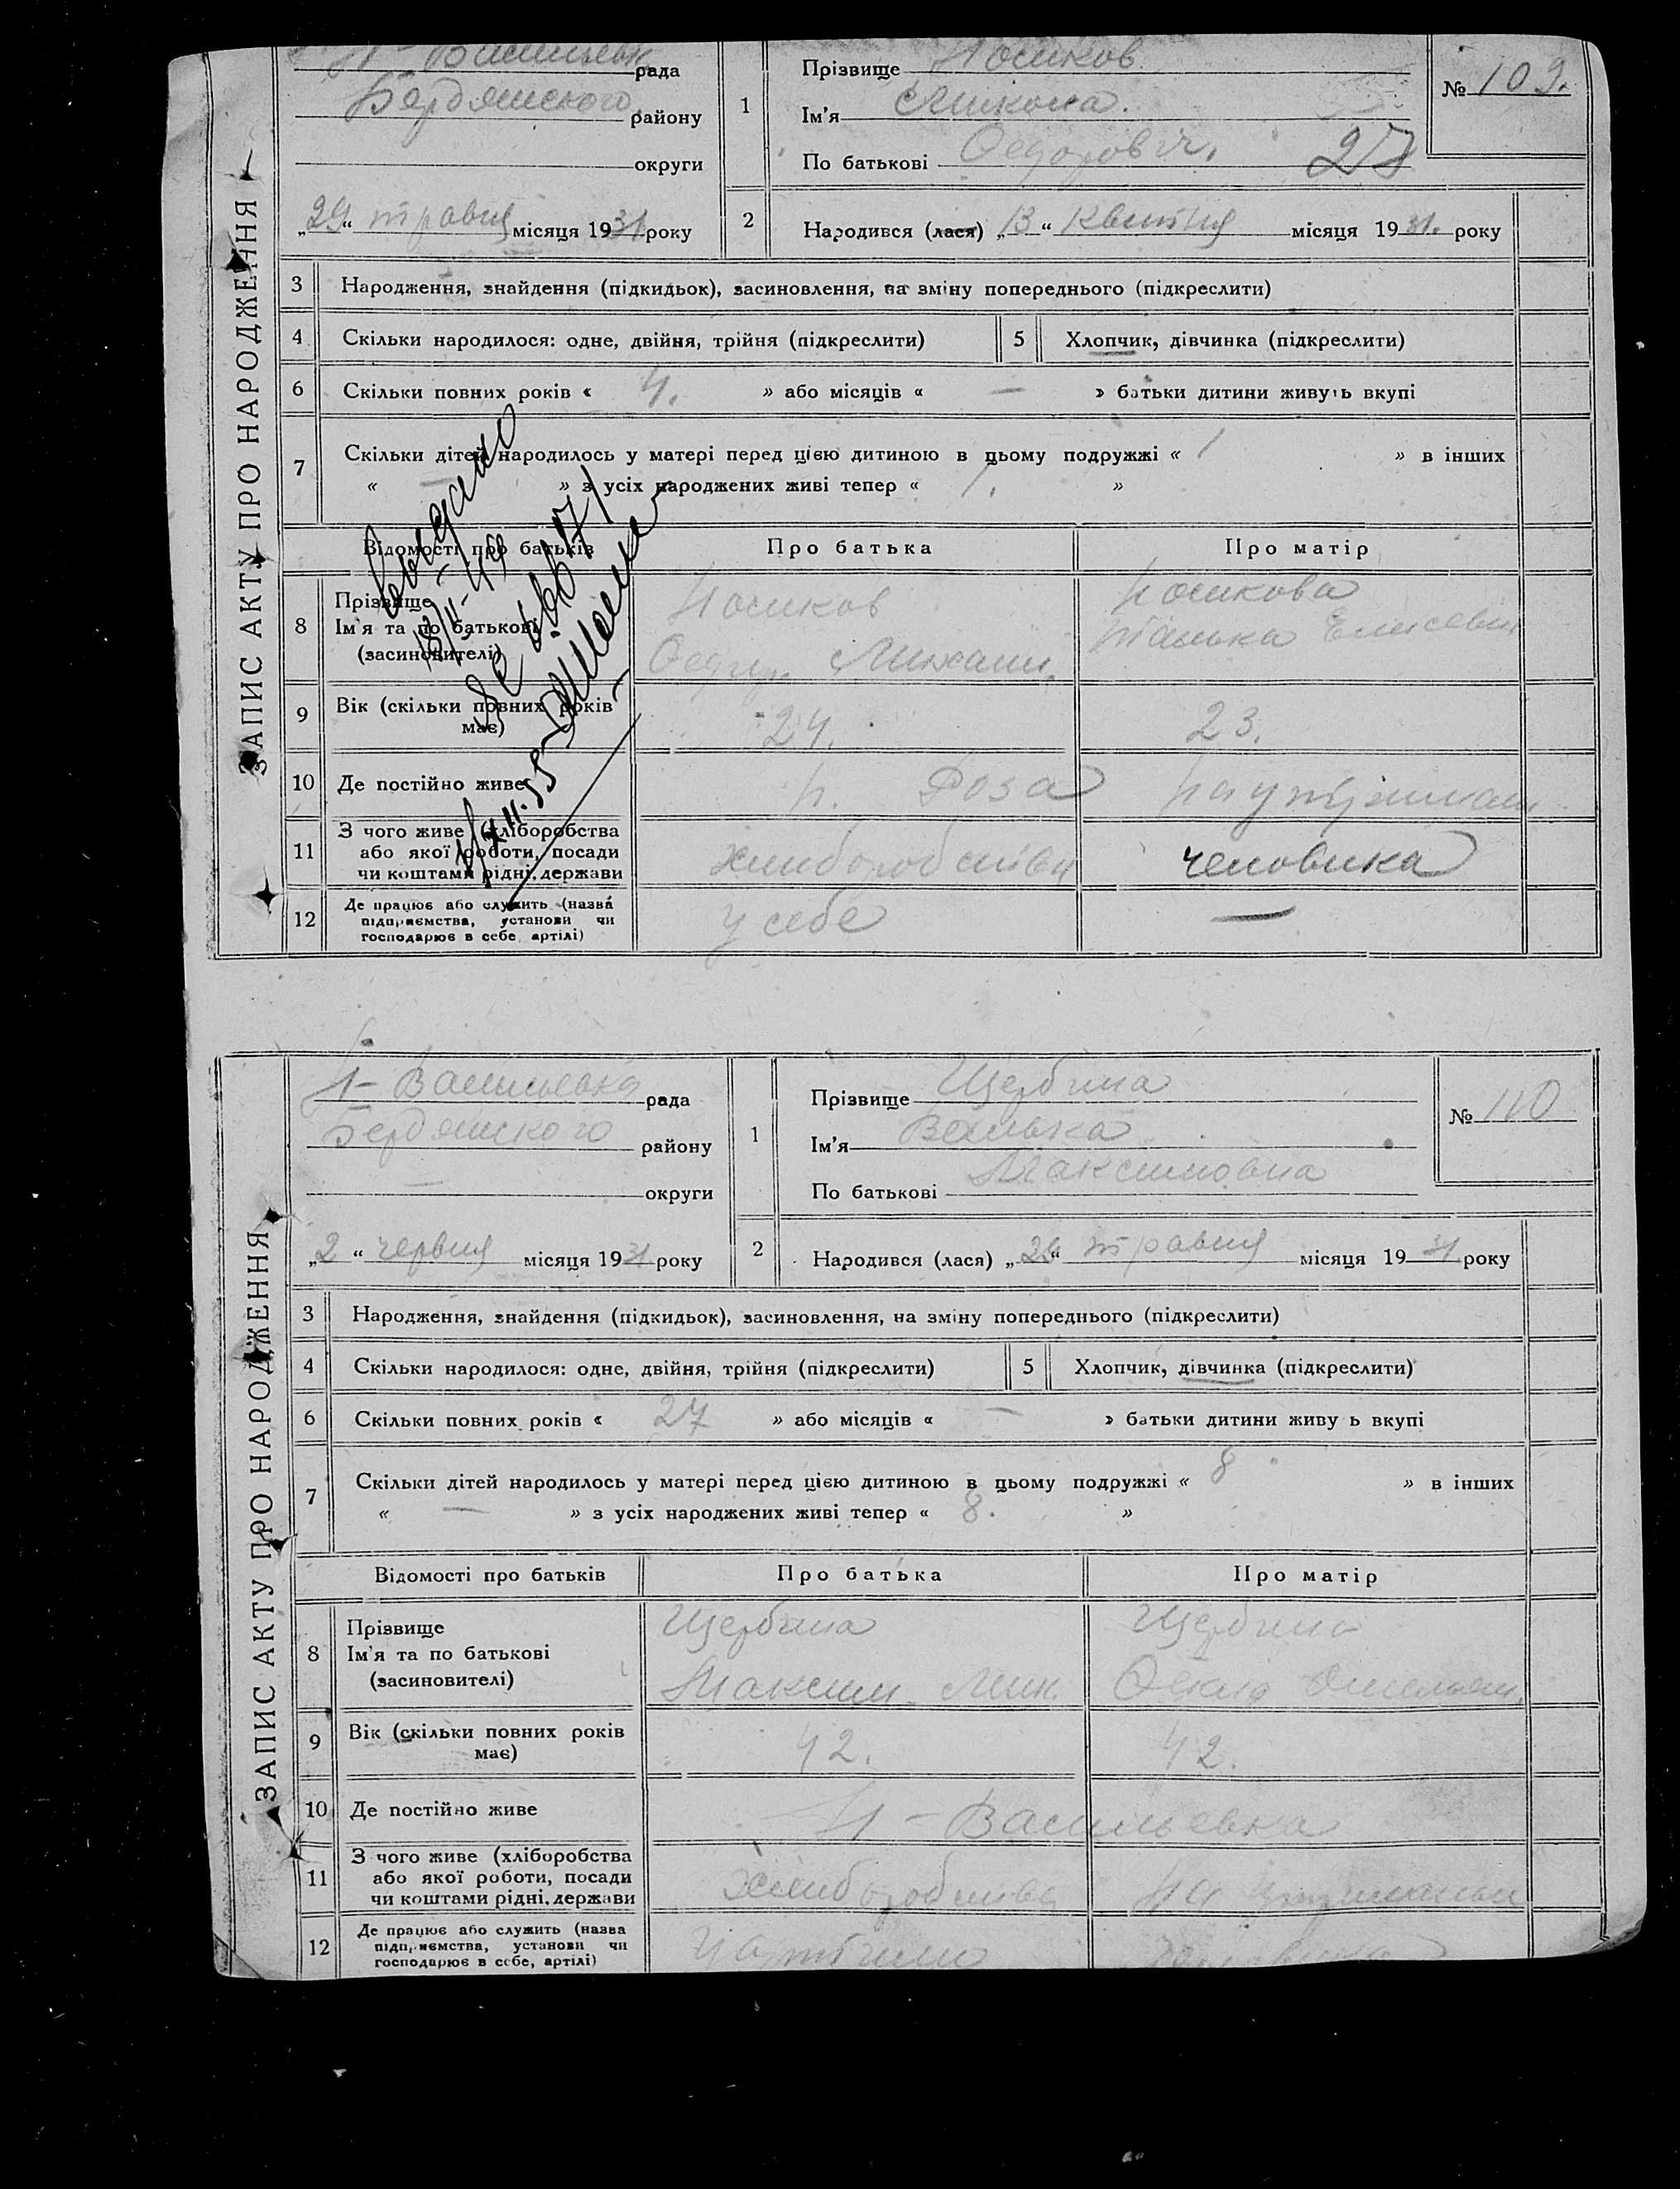 ЗАПИС АКТУ ПРО НАРОДЖЕННЯ
рада
Бердянского району
округи
„29“ травня місяця 1931 року
1
Прізвище Носиков
Ім'я Микола.
По батькові Федорович.
№ 109.
2
Народився (лася) „13“ Квітня місяця 1931. року
3 Народження, знайдення (підкидьок), засиновлення, на зміну попереднього (підкреслити)
4 Скільки народилося: одне, двійня, трійня (підкреслити) 5 Хлопчик, дівчинка (підкреслити)
6 Скільки повних років « 4. » або місяців « — » батьки дитини живуть вкупі
7 Скільки дітей народилось у матері перед цією дитиною в цьому подружжі « 1 » в інших
« — » з усіх народжених живі тепер « 1. »
Відомості про батьків Про батька Про матір
8 Прізвище Носиков Носикова
Ім'я та по батькові
(засиновителі)
9 Вік (скільки повних років 24. 23.
має)
10 Де постійно живе Роза
11 З чого живе (хліборобства
або якої роботи, посади человика
чи коштами рідні, держави
12 Де працює або служить (назва у себе —
підприємства, установи чи
господарює в себе, артілі)
ЗАПИС АКТУ ПРО НАРОДЖЕННЯ
Н-Васильевка рада
Бердянского району
— округи
„2“ червня місяця 1931 року
1
Прізвище Щербина
Ім'я Валька
По батькові Максимовна
№ 110
2
Народився (лася) „ “ травня місяця 1931 року
3 Народження, знайдення (підкидьок), засиновлення, на зміну попереднього (підкреслити)
4 Скільки народилося: одне, двійня, трійня (підкреслити) 5 Хлопчик, дівчинка (підкреслити)
6 Скільки повних років « 27 » або місяців « — » батьки дитини живу ь вкупі
7 Скільки дітей народилось у матері перед цією дитиною в цьому подружжі « 8 » в інших
« — » з усіх народжених живі тепер « 8. »
Відомості про батьків Про батька Про матір
8 Прізвище Щербина Щербина
Ім'я та по батькові Максим Мик.
(засиновителі)
9 Вік (скільки повних років 42. 42.
має)
10 Де постійно живе Н-Васильевка
11 З чого живе (хліборобства
або якої роботи, посади
чи коштами рідні, держави
12 Де працює або служить (назва
підприємства, установи чи
господарює в себе, артілі)